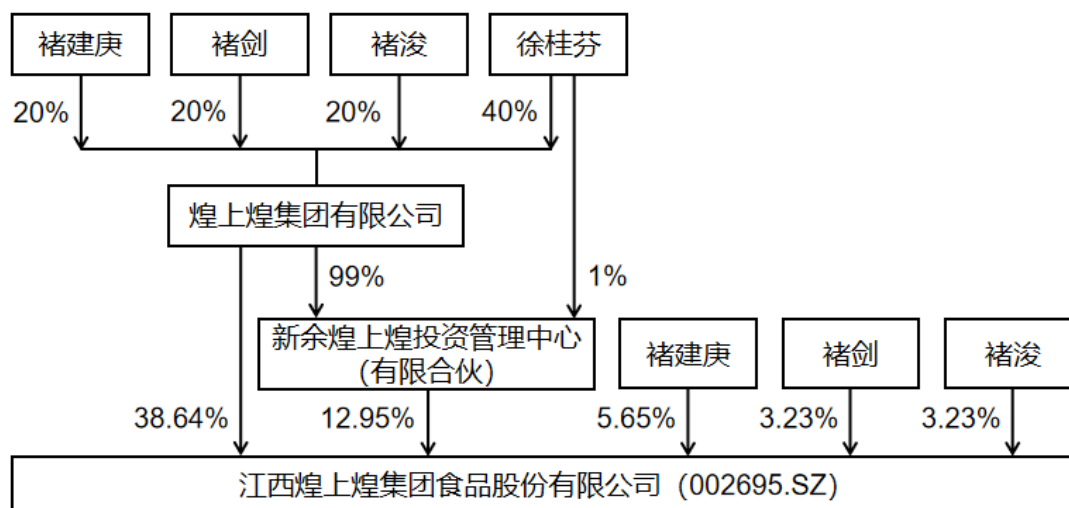 褚建庚
褚剑
褚浚
徐桂芬
20%
20%
20%
40%
煌上煌集团有限公司
99%
1%
新余煌上煌投资管理中心
（有限合伙）
褚建庚
褚剑
褚浚
38.64%
12.95%
5.65%
3.23%
3.23%
江西煌上煌集团食品股份有限公司（002695.SZ）